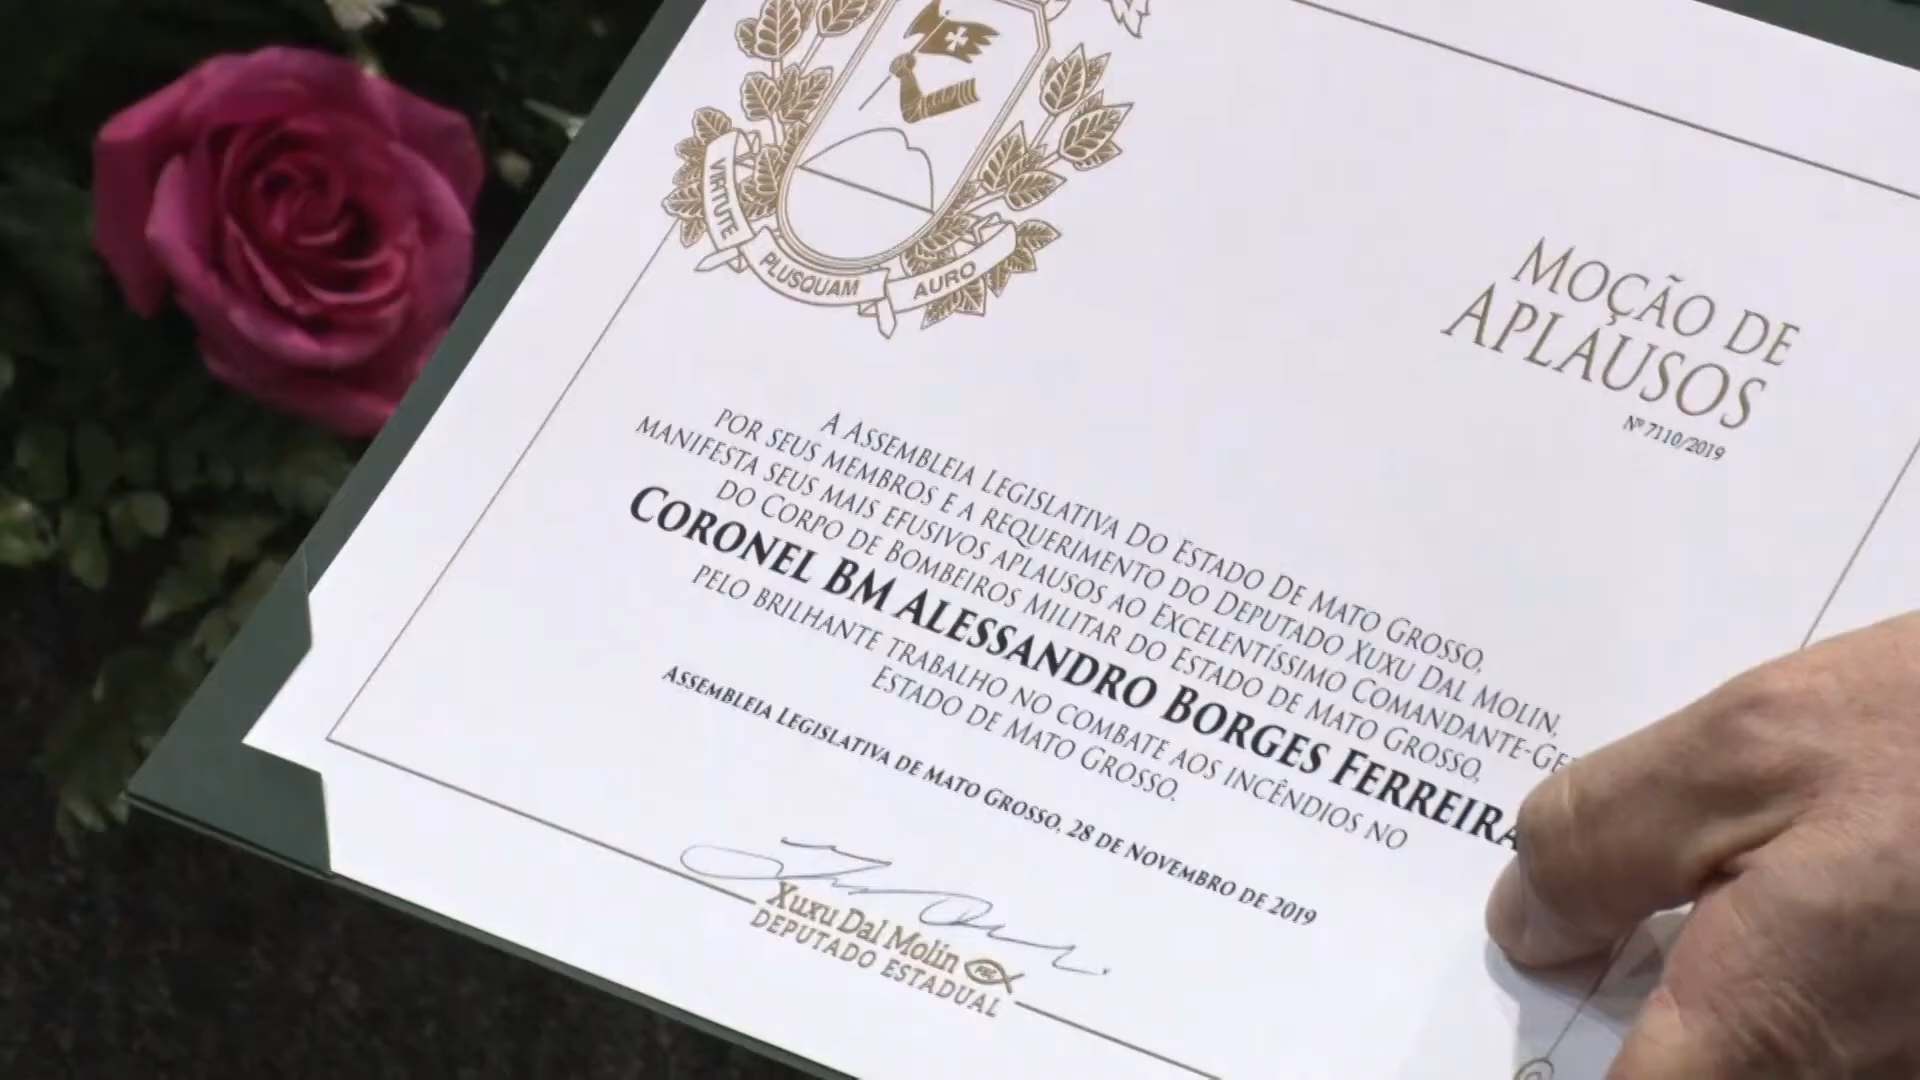 VIRTUTE PLUSQUAM AURO
MOÇÃO DE
APLAUSOS
Nº 7110/2019
A ASSEMBLEIA LEGISLATIVA DO ESTADO DE MATO GROSSO,
POR SEUS MEMBROS E A REQUERIMENTO DO DEPUTADO XUXU DAL MOLIN,
MANIFESTA SEUS MAIS EFUSIVOS APLAUSOS AO EXCELENTÍSSIMO COMANDANTE-GE
DO CORPO DE BOMBEIROS MILITAR DO ESTADO DE MATO GROSSO,
CORONEL BM ALESSANDRO BORGES FERREIRA
PELO BRILHANTE TRABALHO NO COMBATE AOS INCÊNDIOS NO
ESTADO DE MATO GROSSO.
ASSEMBLEIA LEGISLATIVA DE MATO GROSSO, 28 DE NOVEMBRO DE 2019
Xuxu Dal Molin
DEPUTADO ESTADUAL